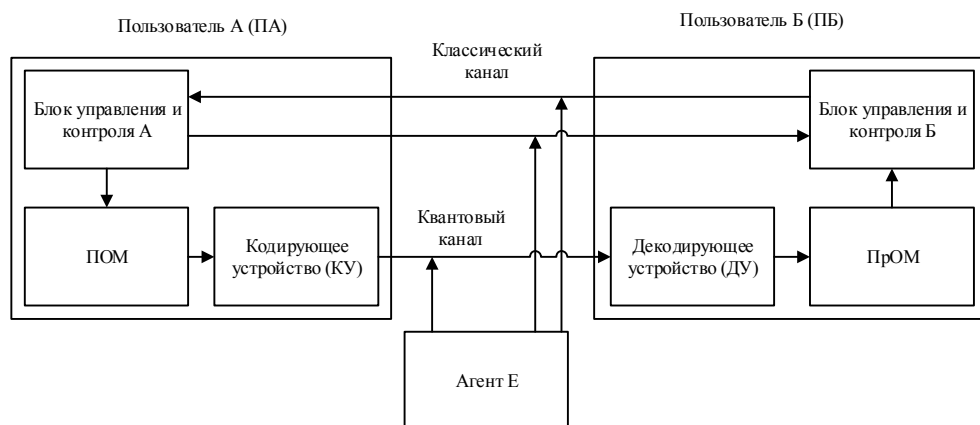 Пользователь А (ПА)
Пользователь Б (ПБ)
Классический
канал
Блок управления и
контроля А
Блок управления и
контроля Б
Квантовый
канал
ПОМ
Кодирующее
устройство (КУ)
Декодирующее
устройство (ДУ)
ПрОМ
Агент Е